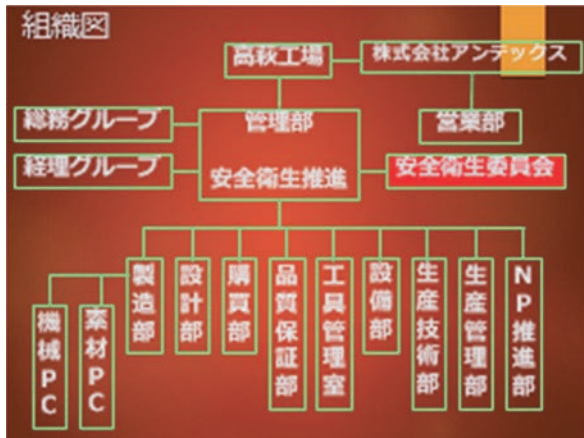 組織図
高萩工場
株式会社アンテックス
総務グループ
管理部
営業部
経理グループ
安全衛生推進
安全衛生委員会
機械PC
素材PC
製造部
設計部
購買部
品質保証部
工具管理室
設備部
生産技術部
生産管理部
NP推進部